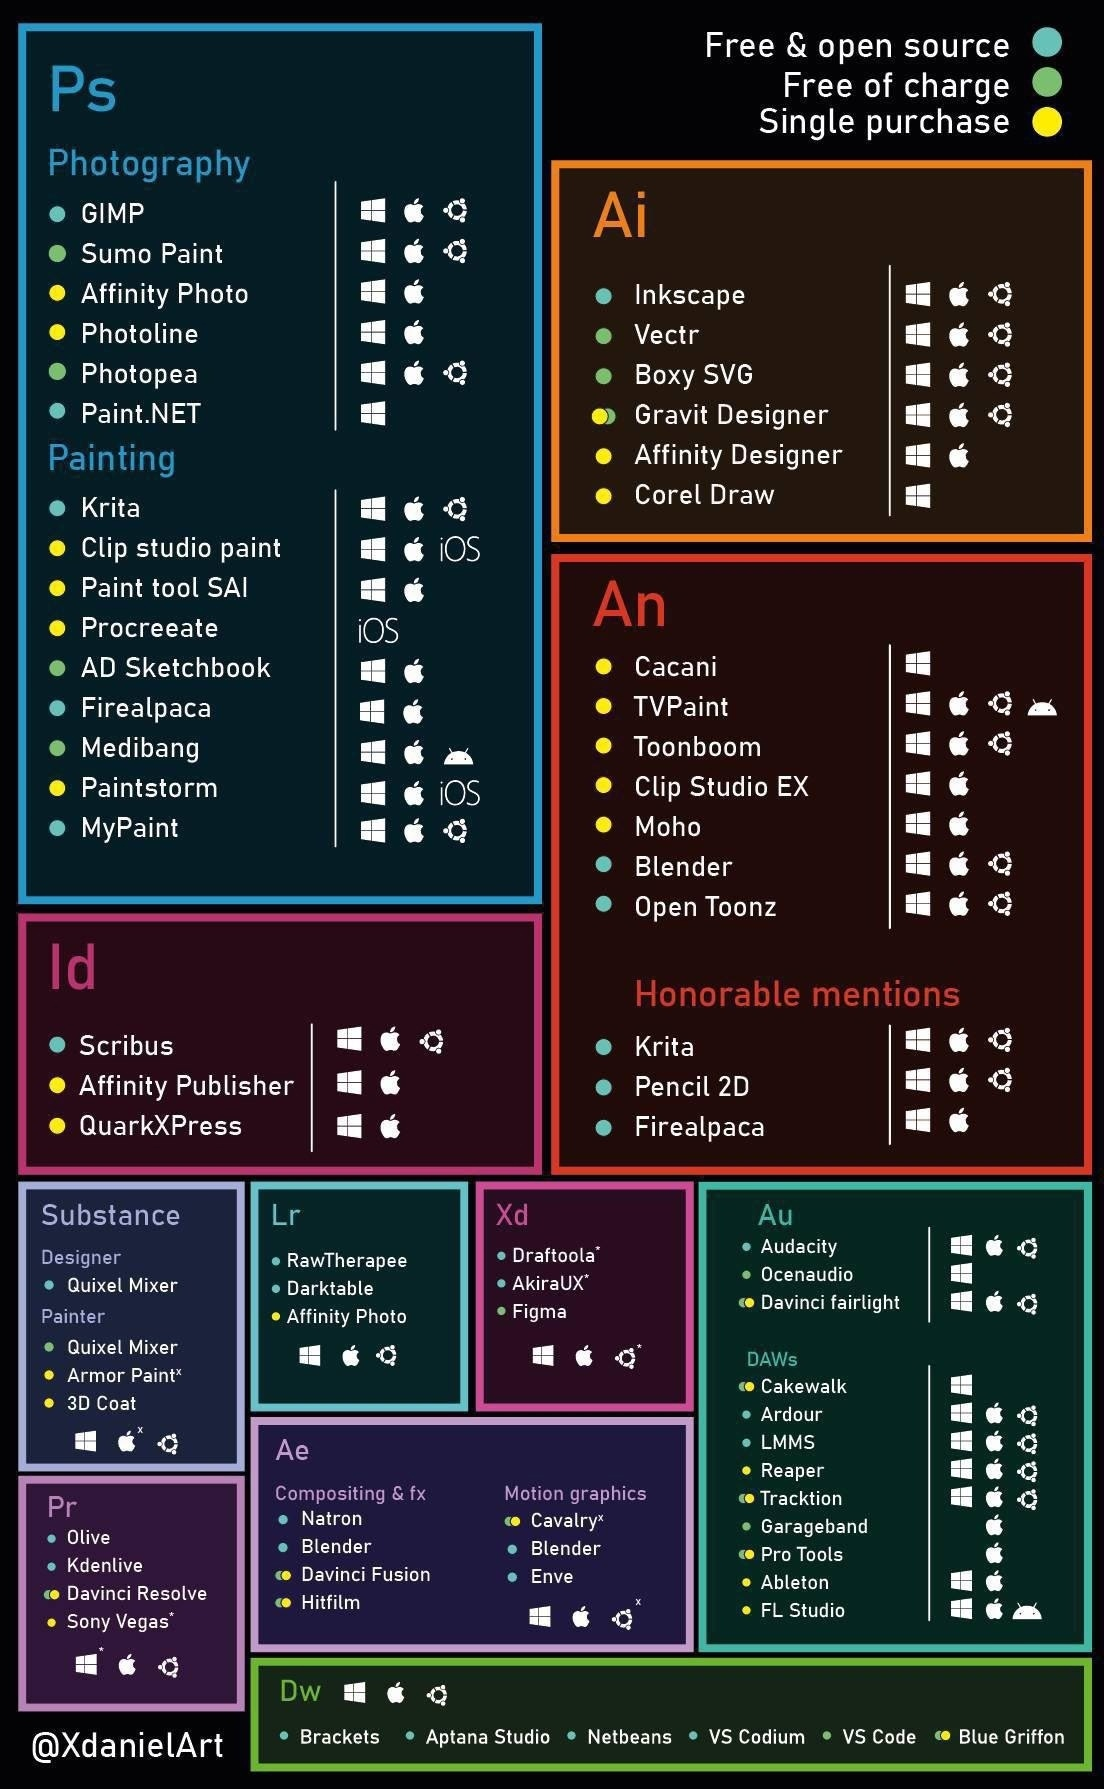 Free & open source
Free of charge
Single purchase
Ps
Photography
GIMP
Sumo Paint
Affinity Photo
Photoline
Photopea
Paint.NET
Painting
Krita
Clip studio paint iOS
Paint tool SAI
Procreeate iOS
AD Sketchbook
Firealpaca
Medibang
Paintstorm iOS
MyPaint
Ai
Inkscape
Vectr
Boxy SVG
Gravit Designer
Affinity Designer
Corel Draw
An
Cacani
TVPaint
Toonboom
Clip Studio EX
Moho
Blender
Open Toonz
Honorable mentions
Krita
Pencil 2D
Firealpaca
Id
Scribus
Affinity Publisher
QuarkXPress
Substance
Designer
Quixel Mixer
Painter
Quixel Mixer
Armor Paintˣ
3D Coat
x
Lr
RawTherapee
Darktable
Affinity Photo
Xd
Draftoola*
AkiraUX*
Figma
*
Au
Audacity
Ocenaudio
Davinci fairlight
DAWs
Cakewalk
Ardour
LMMS
Reaper
Tracktion
Garageband
Pro Tools
Ableton
FL Studio
Pr
Olive
Kdenlive
Davinci Resolve
Sony Vegas*
*
Ae
Compositing & fx
Natron
Blender
Davinci Fusion
Hitfilm
Motion graphics
Cavalryˣ
Blender
Enve
x
Dw
Brackets Aptana Studio Netbeans VS Codium VS Code Blue Griffon
@XdanielArt